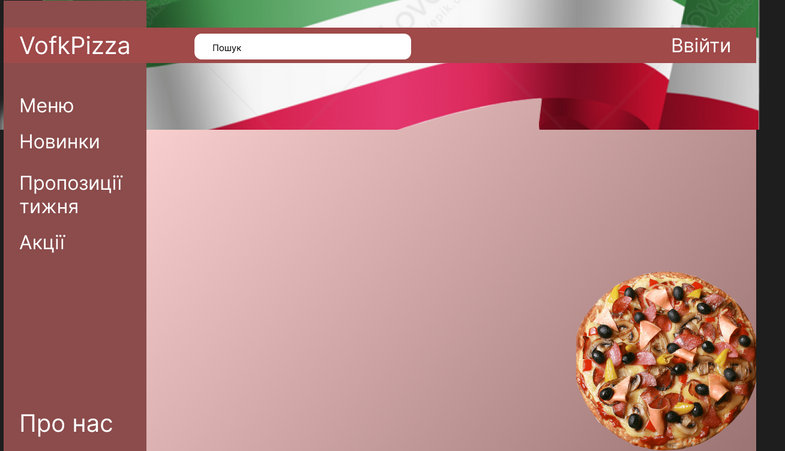 VofkPizza
Пошук
Ввійти
Меню
Новинки
Пропозиції
тижня
Акції
Про нас